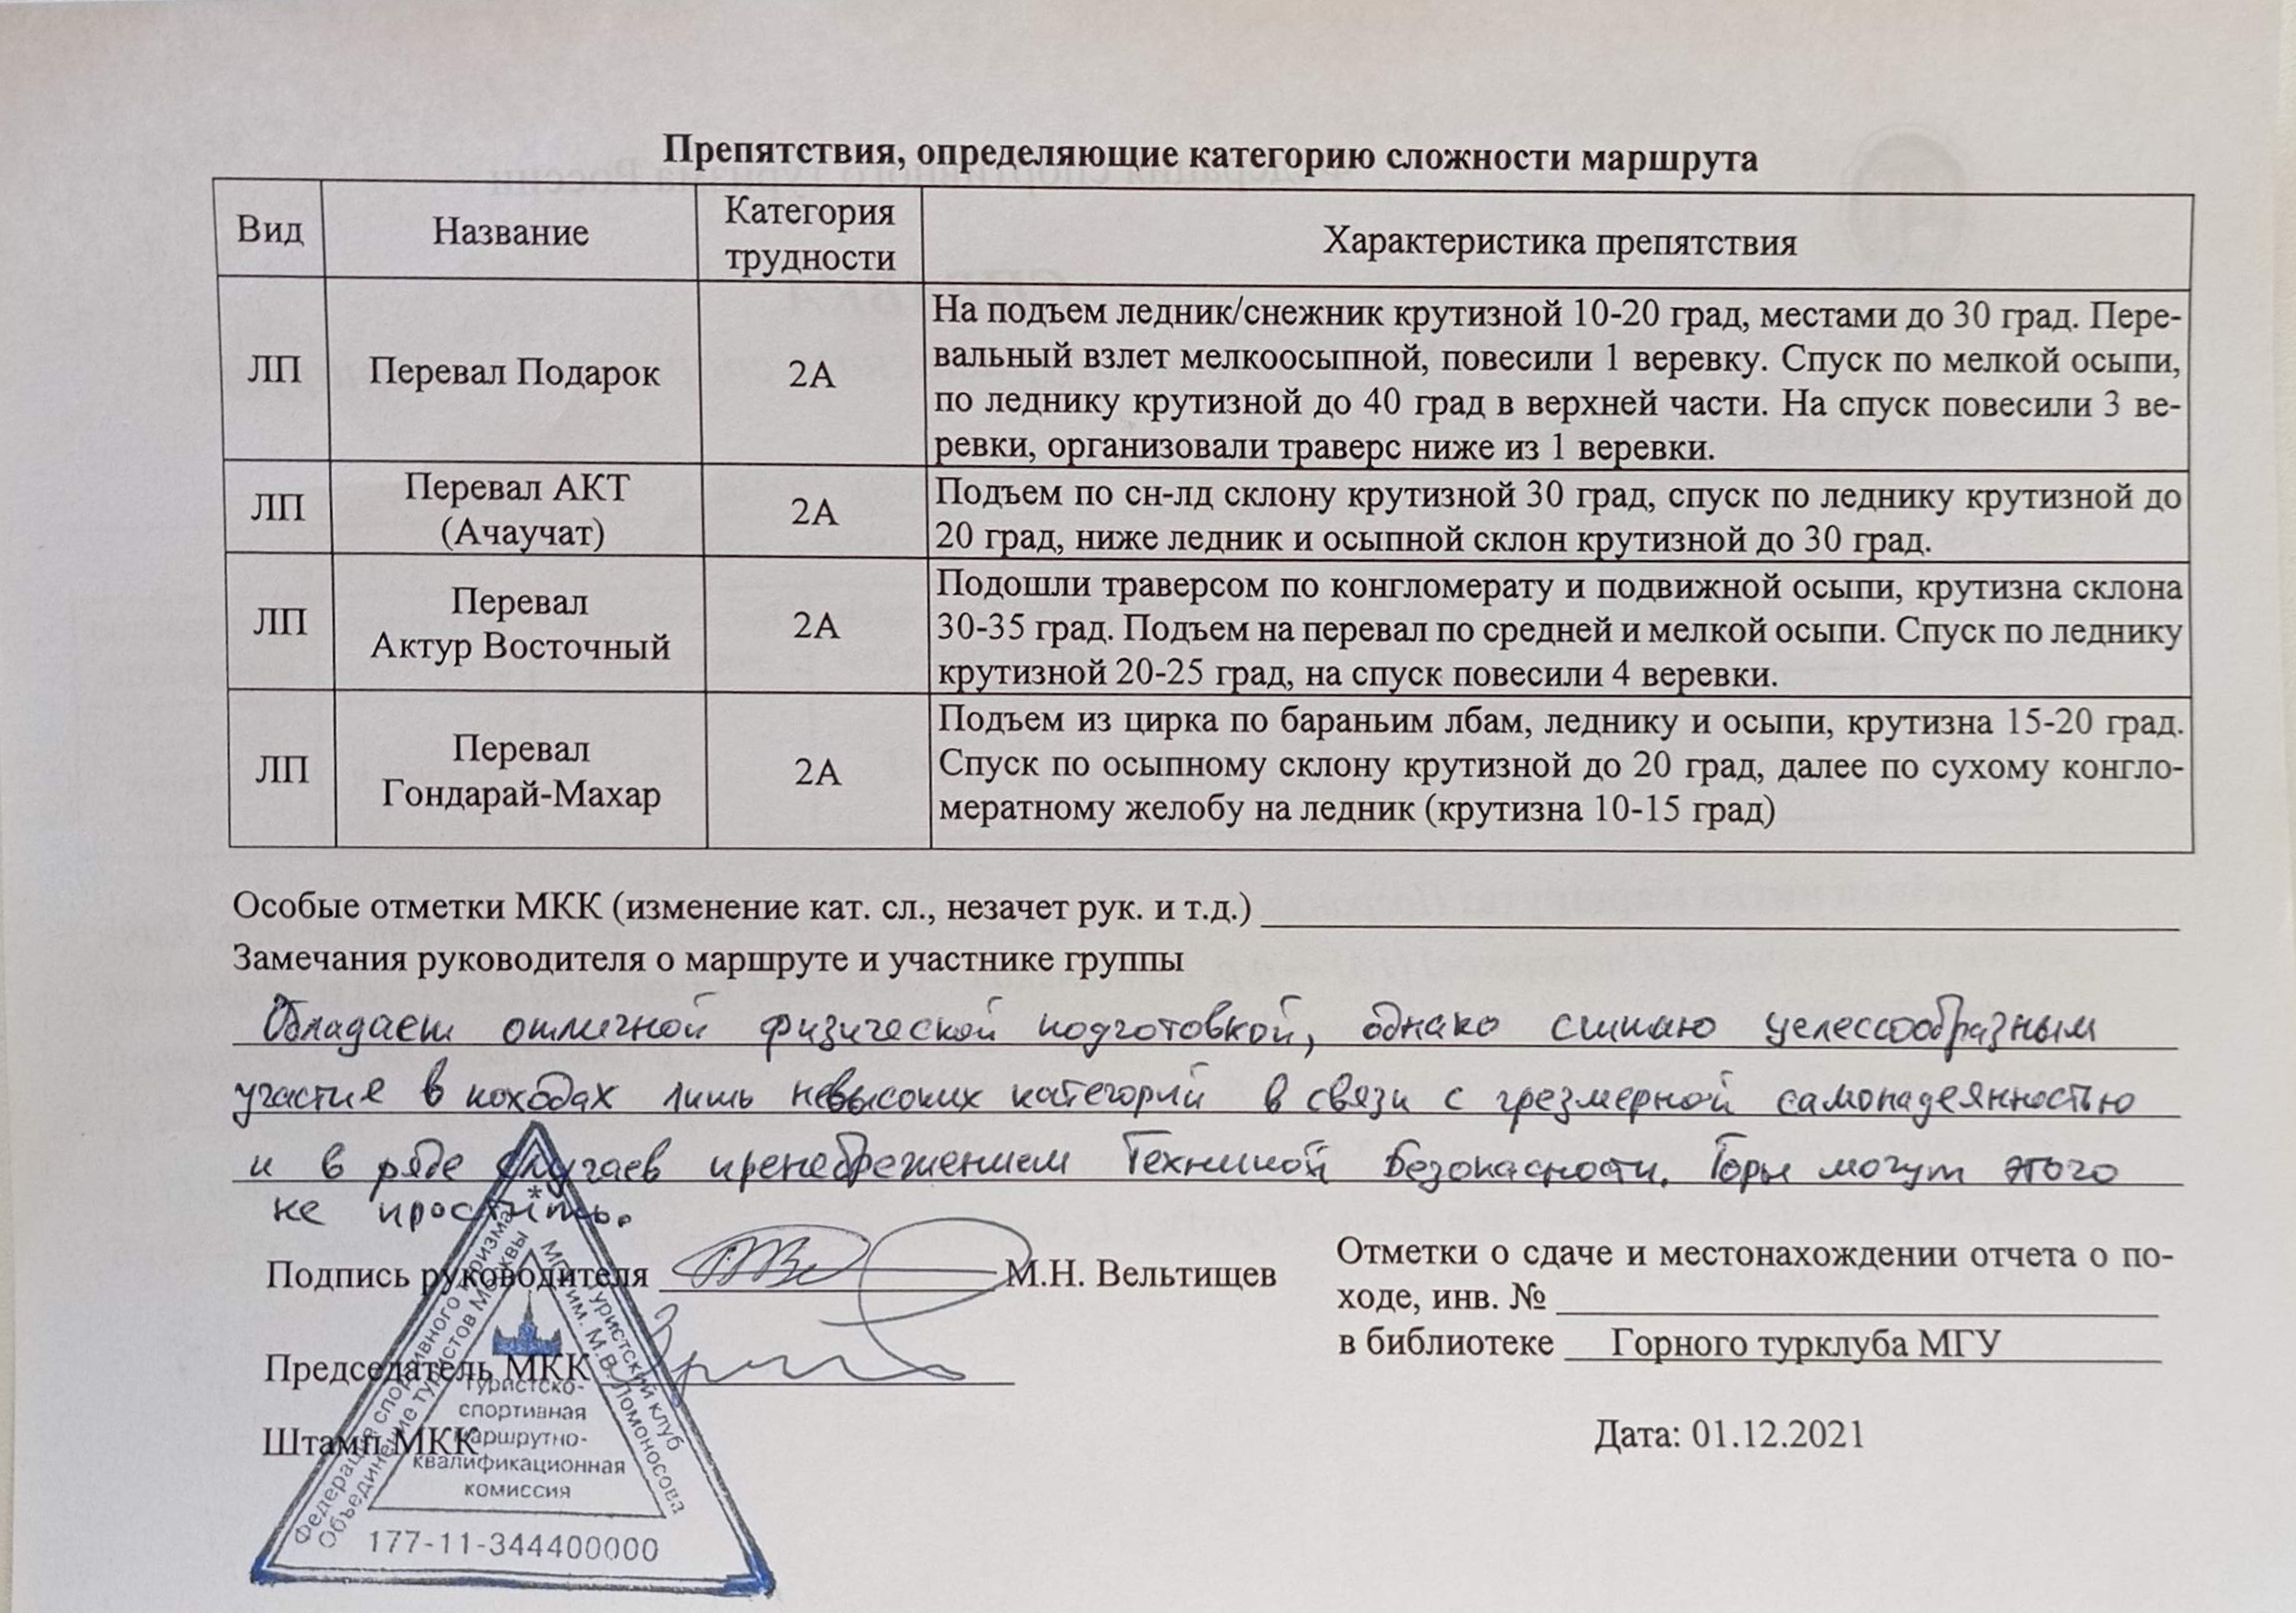 Препятствия, определяющие категорию сложности маршрута
Вид
Название
Категория
трудности
Характеристика препятствия
ЛП
Перевал Подарок
2А
На подъем ледник/снежник крутизной 10-20 град, местами до 30 град. Пере-
вальный взлет мелкоосыпной, повесили 1 веревку. Спуск по мелкой осыпи,
по леднику крутизной до 40 град в верхней части. На спуск повесили 3 ве-
ревки, организовали траверс ниже из 1 веревки.
ЛП
Перевал АКТ
(Ачаучат)
2А
Подъем по сн-лд склону крутизной 30 град, спуск по леднику крутизной до
20 град, ниже ледник и осыпной склон крутизной до 30 град.
ЛП
Перевал
Актур Восточный
2А
Подошли траверсом по конгломерату и подвижной осыпи, крутизна склона
30-35 град. Подъем на перевал по средней и мелкой осыпи. Спуск по леднику
крутизной 20-25 град, на спуск повесили 4 веревки.
ЛП
Перевал
Гондарай-Махар
2А
Подъем из цирка по бараньим лбам, леднику и осыпи, крутизна 15-20 град.
Спуск по осыпному склону крутизной до 20 град, далее по сухому конгло-
мератному желобу на ледник (крутизна 10-15 град)
Особые отметки МКК (изменение кат. сл., незачет рук. и т.д.)
Замечания руководителя о маршруте и участнике группы
Обладает отличной физической подготовкой, однако считаю целессообразным
участие в походах лишь невысоких категорий в связи с чрезмерной самонадеянностью
и в ряде случаев пренебрежением Техникой Безопасности. Горы могут этого
не простить.
Подпись руководителя М.Н. Вельтищев
Председатель МКК
Штамп МКК
Отметки о сдаче и местонахождении отчета о по-
ходе, инв. №
в библиотеке Горного турклуба МГУ
Дата: 01.12.2021
Федерация спортивного туризма *
Объединение туристов Москвы
Туристский клуб
МГУ им. М.В. Ломоносова
Туристско-
спортивная
маршрутно-
квалификационная
комиссия
177-11-344400000